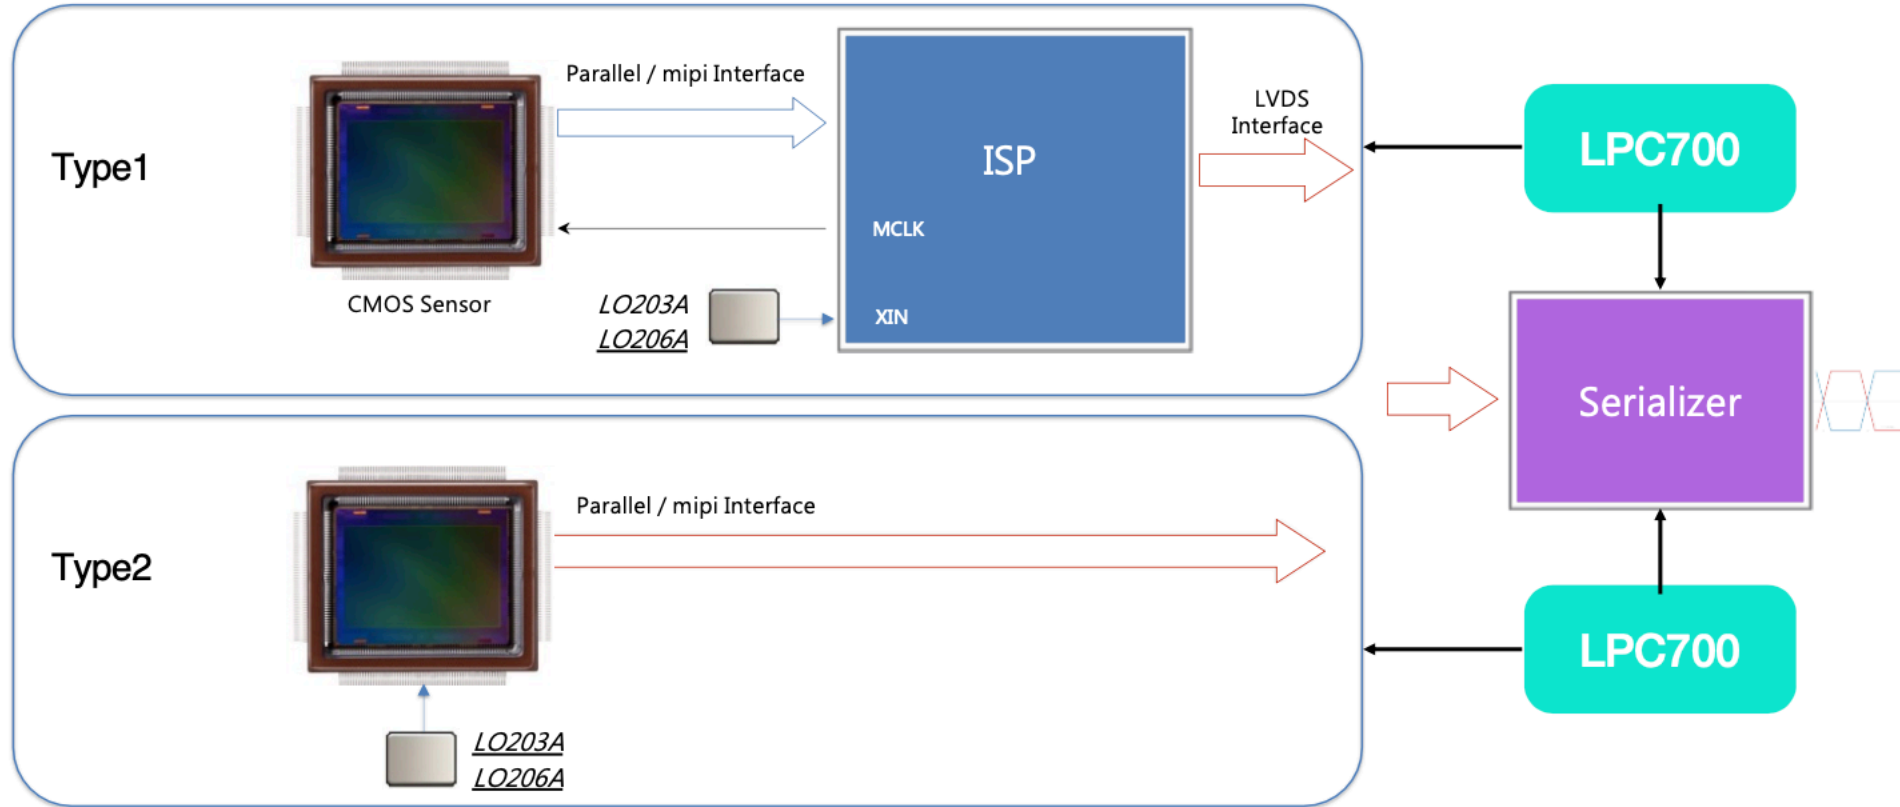 Type1
Parallel / mipi Interface
ISP
MCLK
XIN
CMOS Sensor
LO203A
LO206A
LVDS
Interface
LPC700
Serializer
Type2
Parallel / mipi Interface
LO203A
LO206A
LPC700